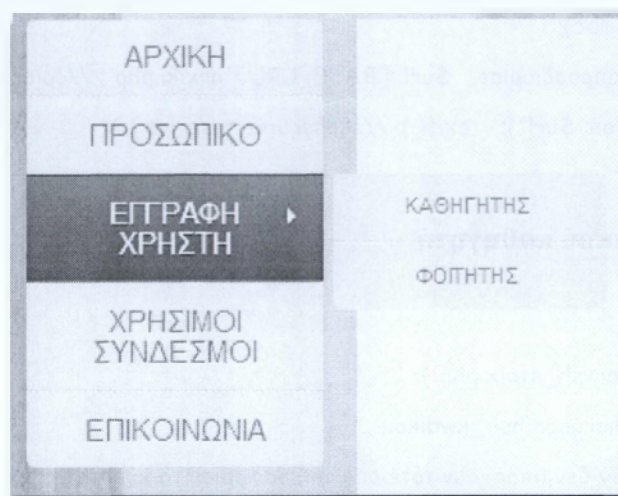 ΑΡΧΙΚΗ
ΠΡΟΣΩΠΙΚΟ
ΕΓΓΡΑΦΗ
ΧΡΗΣΤΗ
ΚΑΘΗΓΗΤΗΣ
ΦΟΙΤΗΤΗΣ
ΧΡΗΣΙΜΟΙ
ΣΥΝΔΕΣΜΟΙ
ΕΠΙΚΟΙΝΩΝΙΑ